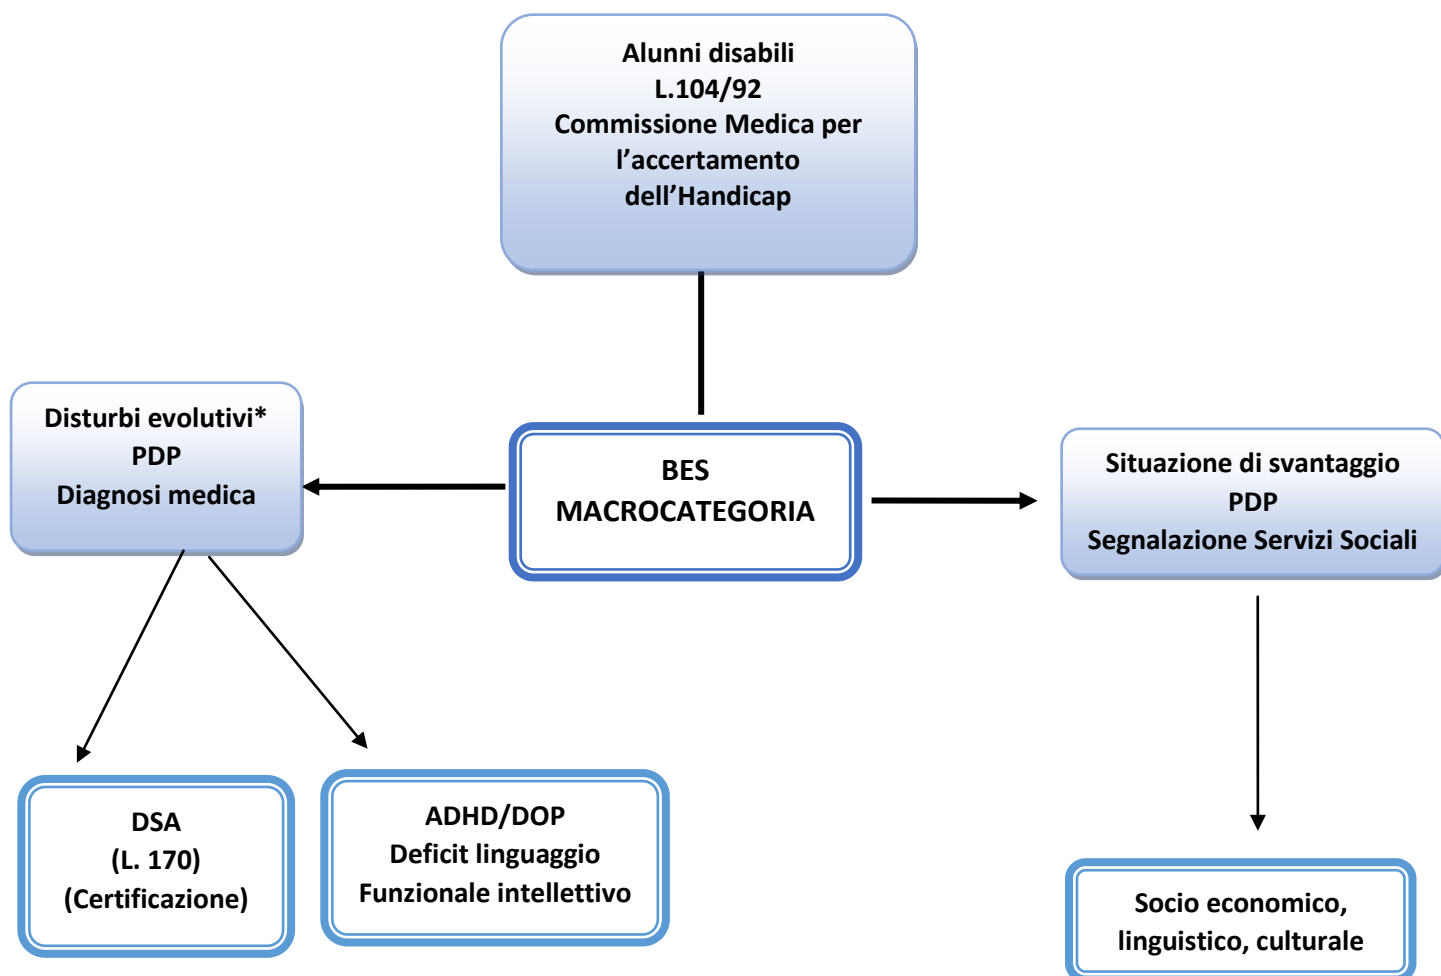 Alunni disabili
L.104/92
Commissione Medica per
l’accertamento
dell’Handicap
Disturbi evolutivi*
PDP
Diagnosi medica
BES
MACROCATEGORIA
Situazione di svantaggio
PDP
Segnalazione Servizi Sociali
DSA
(L. 170)
(Certificazione)
ADHD/DOP
Deficit linguaggio
Funzionale intellettivo
Socio economico,
linguistico, culturale